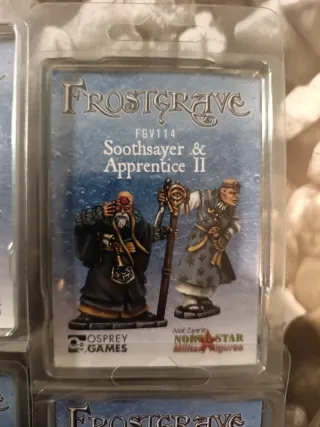 FROSTGRAVE
FGV114
Soothsayer &
Apprentice II
OSPREY
GAMES
Nick Eyre's
NORTH STAR
Military Figures
FROSTGRAVE